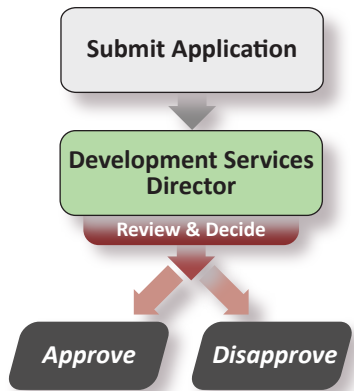 Submit Application
Development Services
Director
Review & Decide
Approve
Disapprove